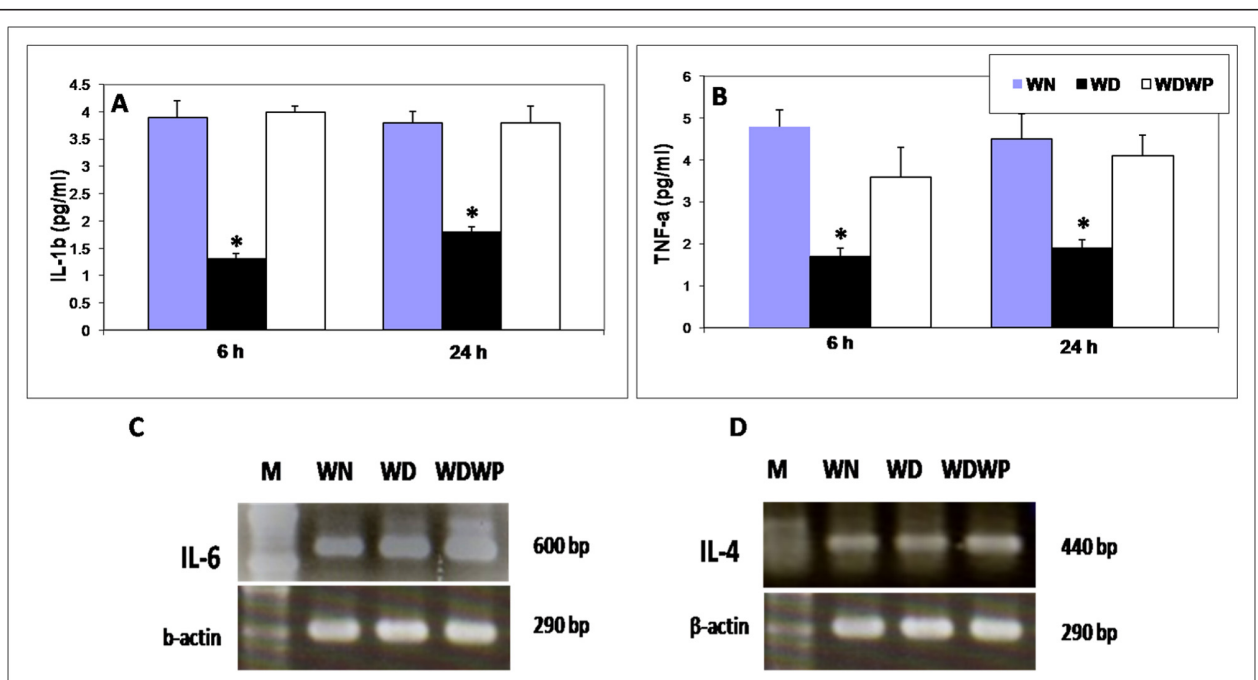 A
IL-1b (pg/ml)
4.5
4
3.5
3
2.5
2
1.5
1
0.5
0
*
*
6 h 24 h
B
WN WD WDWP
TNF-a (pg/ml)
6
5
4
3
2
1
0
*
*
6 h 24 h
C
M WN WD WDWP
IL-6 600 bp
b-actin 290 bp
D
M WN WD WDWP
IL-4 440 bp
β-actin 290 bp